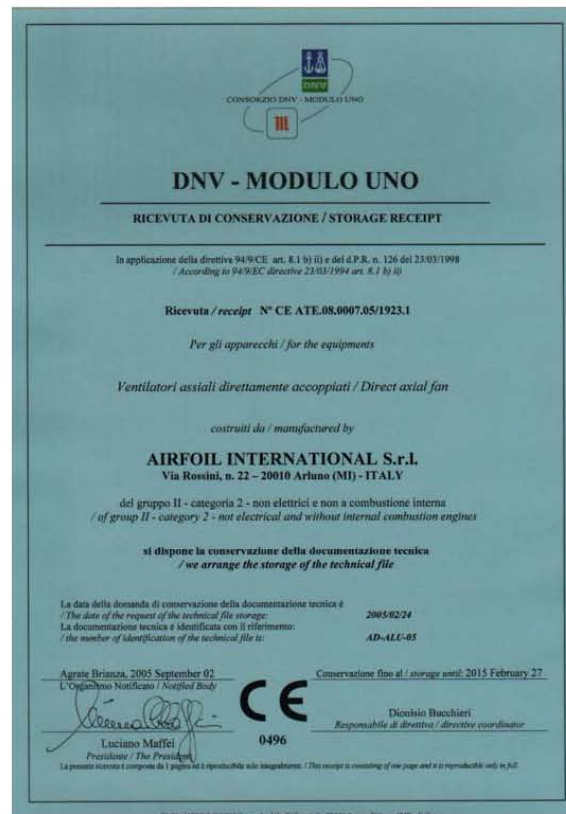 DNV
CONSORZIO DNV - MODULO UNO
DNV - MODULO UNO
RICEVUTA DI CONSERVAZIONE / STORAGE RECEIPT
In applicazione della direttiva 94/9/CE art. 8.1 b) ii) e del d.P.R. n. 126 del 23/03/1998
/ According to 94/9/EC directive 23/03/1994 art. 8.1 b) ii)
Ricevuta / receipt N° CE ATE.08.0007.05/1923.1
Per gli apparecchi / for the equipments
Ventilatori assiali direttamente accoppiati / Direct axial fan
costruiti da / manufactured by
AIRFOIL INTERNATIONAL S.r.l.
Via Rossini, n. 22 – 20010 Arluno (MI) - ITALY
del gruppo II - categoria 2 - non elettrici e non a combustione interna
/ of group II - category 2 - not electrical and without internal combustion engines
si dispone la conservazione della documentazione tecnica
/ we arrange the storage of the technical file
La data della domanda di conservazione della documentazione tecnica é
/ The date of the request of the technical file storage: 2005/02/24
La documentazione tecnica é identificata con il riferimento:
/ the number of identification of the technical file is: AD-ALU-05
Agrate Brianza, 2005 September 02 Conservazione fino al / storage until: 2015 February 27
L'Organismo Notificato / Notified Body
CE
0496
Dionisio Bucchieri
Responsabile di direttiva / directive coordinator
Luciano Maffei
Presidente / The President
La presente ricevuta è composta da 1 pagina ed è riproducibile solo integralmente. / This receipt is consisting of one page and it is reproducible only in full.